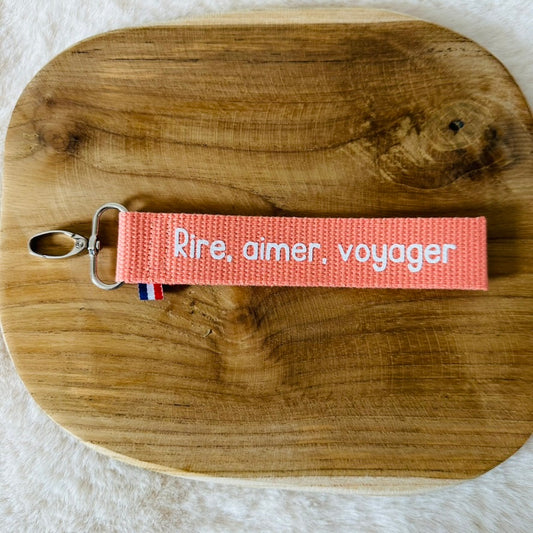 Rire, aimer, voyager